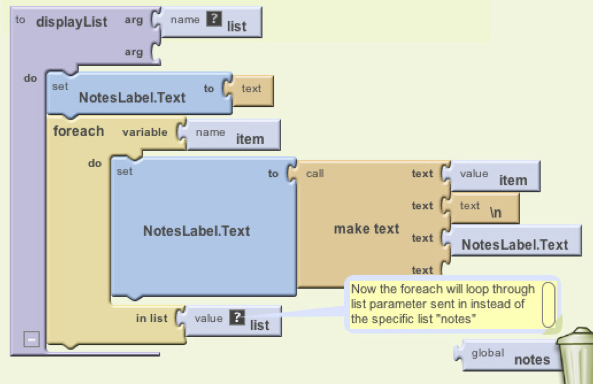 to displayList arg name ? list
arg
do
set NotesLabel.Text to text
foreach variable name item
do
set NotesLabel.Text to call make text
text value item
text text \n
text NotesLabel.Text
text
in list value ? list
Now the foreach will loop through
list parameter sent in instead of
the specific list "notes"
global notes